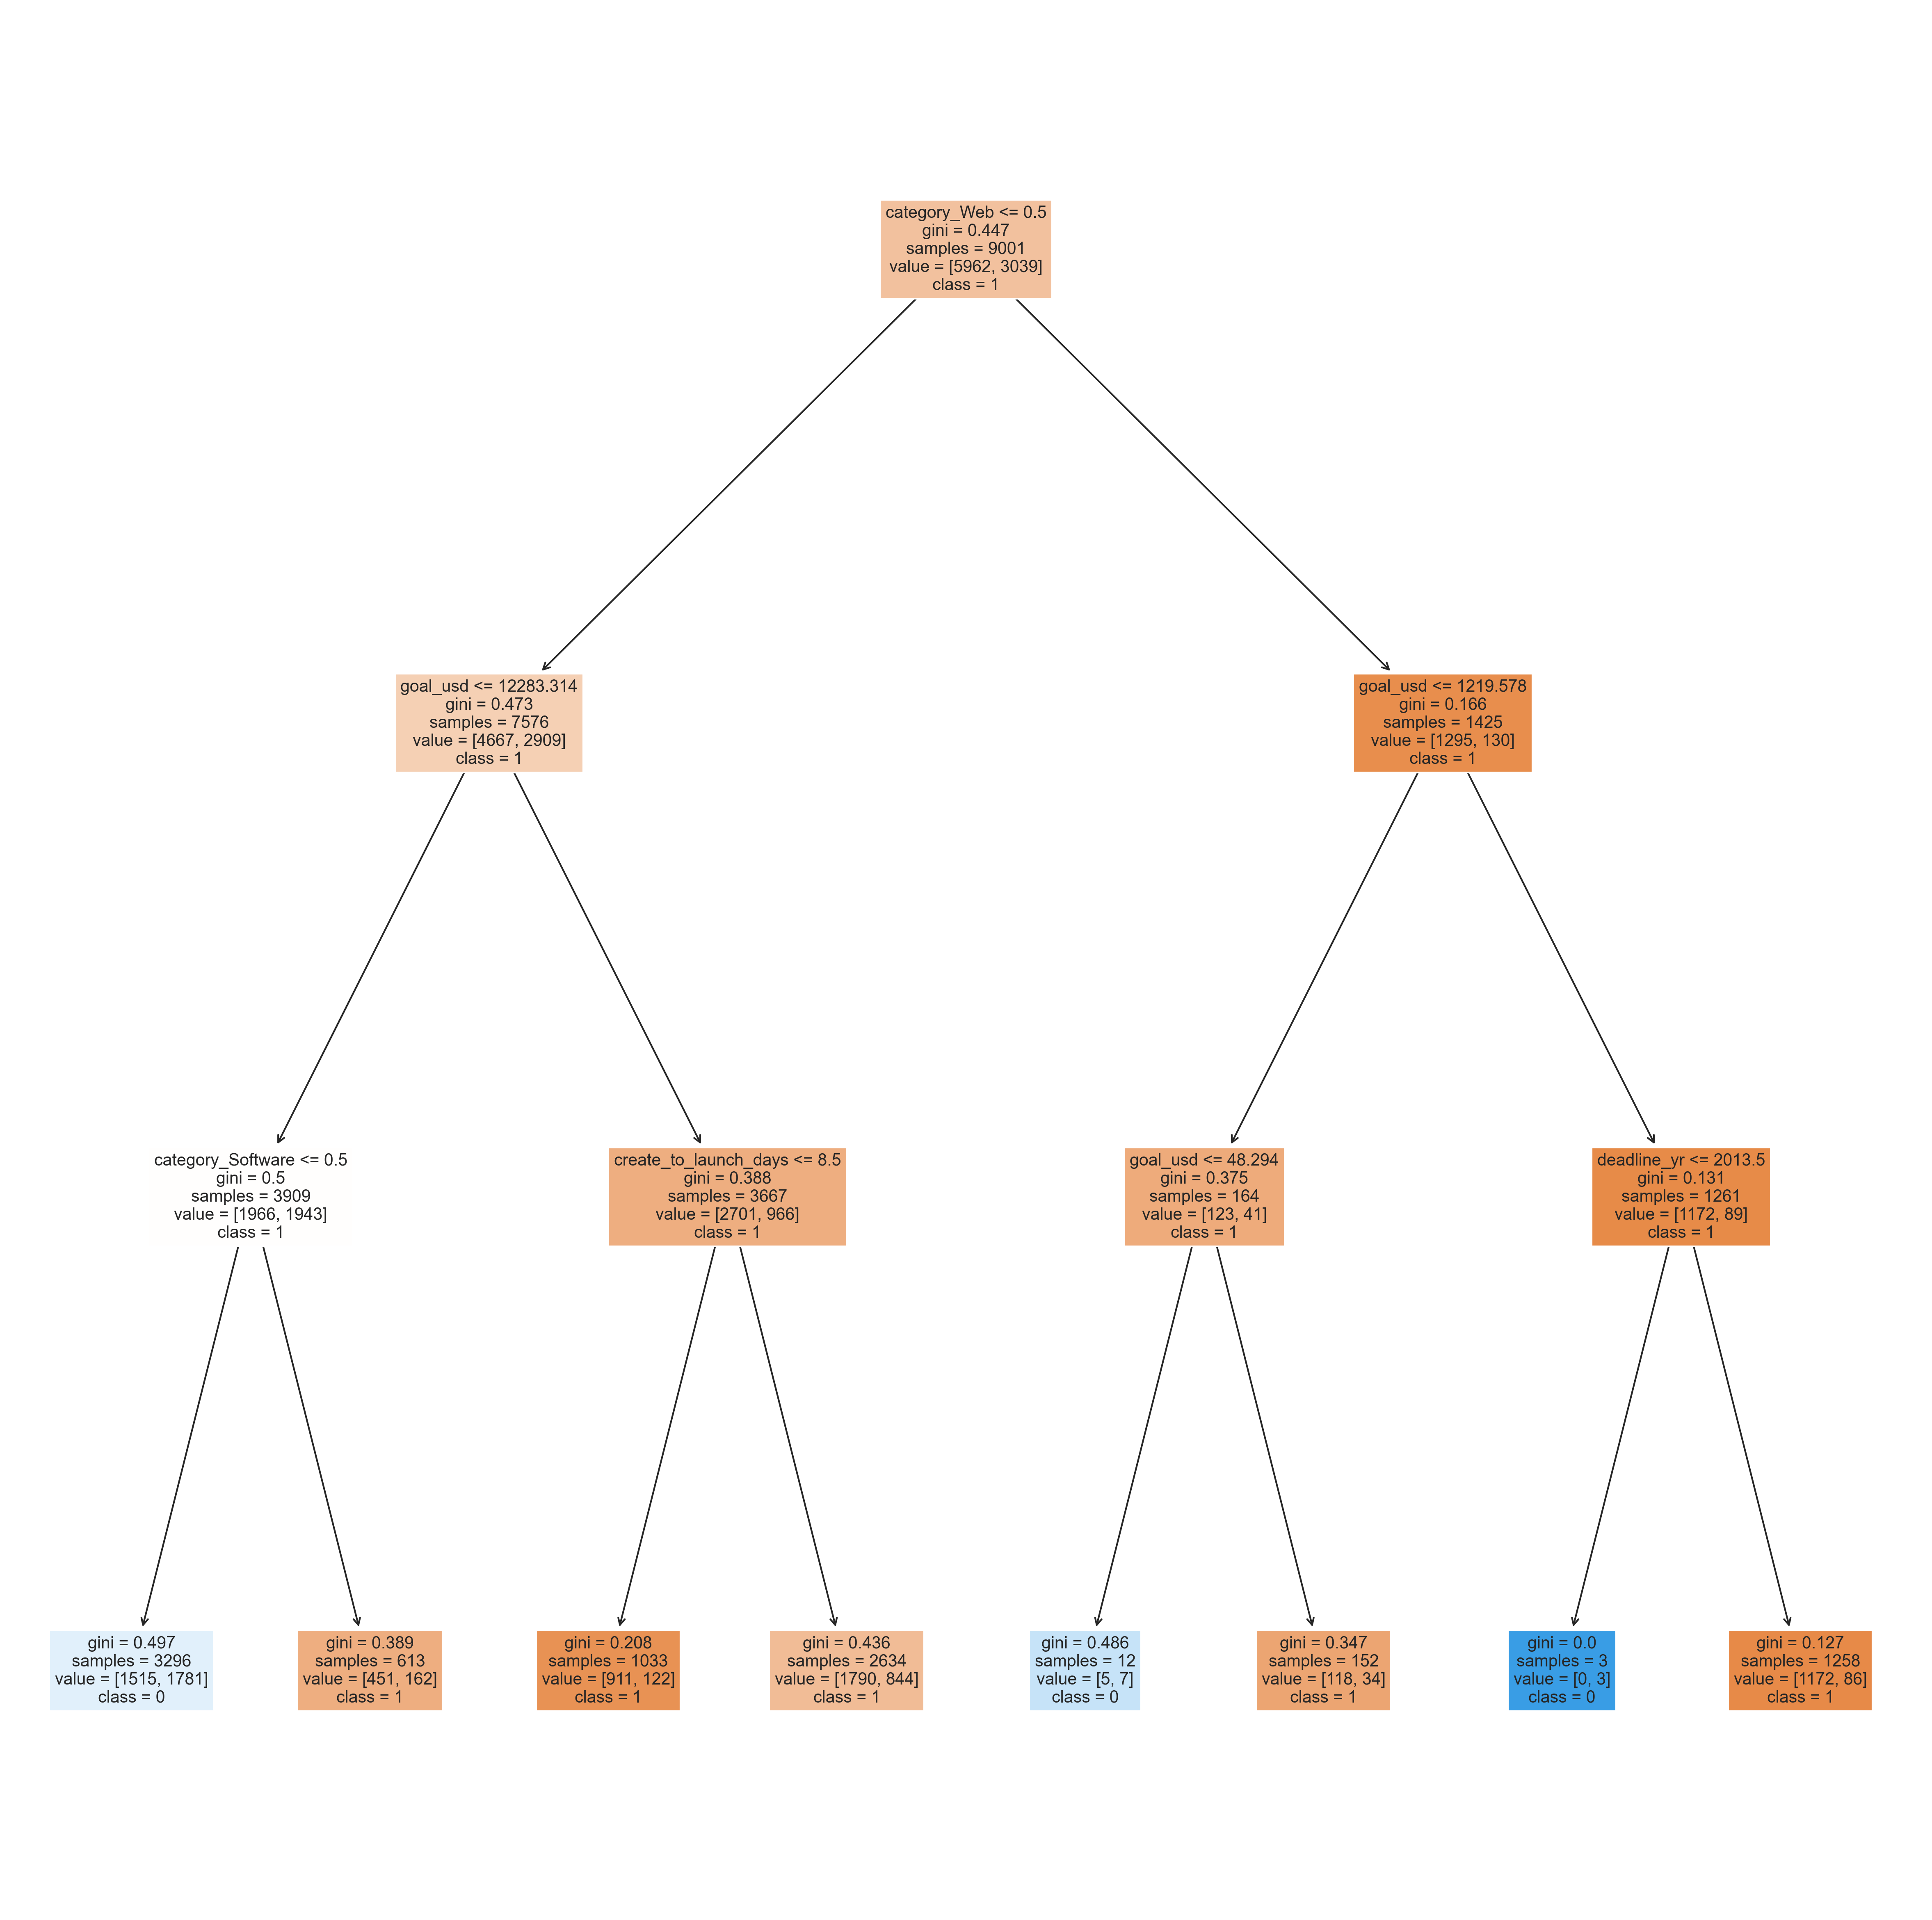 category_Web <= 0.5
gini = 0.447
samples = 9001
value = [5962, 3039]
class = 1
goal_usd <= 12283.314
gini = 0.473
samples = 7576
value = [4667, 2909]
class = 1
goal_usd <= 1219.578
gini = 0.166
samples = 1425
value = [1295, 130]
class = 1
category_Software <= 0.5
gini = 0.5
samples = 3909
value = [1966, 1943]
class = 1
create_to_launch_days <= 8.5
gini = 0.388
samples = 3667
value = [2701, 966]
class = 1
goal_usd <= 48.294
gini = 0.375
samples = 164
value = [123, 41]
class = 1
deadline_yr <= 2013.5
gini = 0.131
samples = 1261
value = [1172, 89]
class = 1
gini = 0.497
samples = 3296
value = [1515, 1781]
class = 0
gini = 0.389
samples = 613
value = [451, 162]
class = 1
gini = 0.208
samples = 1033
value = [911, 122]
class = 1
gini = 0.436
samples = 2634
value = [1790, 844]
class = 1
gini = 0.486
samples = 12
value = [5, 7]
class = 0
gini = 0.347
samples = 152
value = [118, 34]
class = 1
gini = 0.0
samples = 3
value = [0, 3]
class = 0
gini = 0.127
samples = 1258
value = [1172, 86]
class = 1